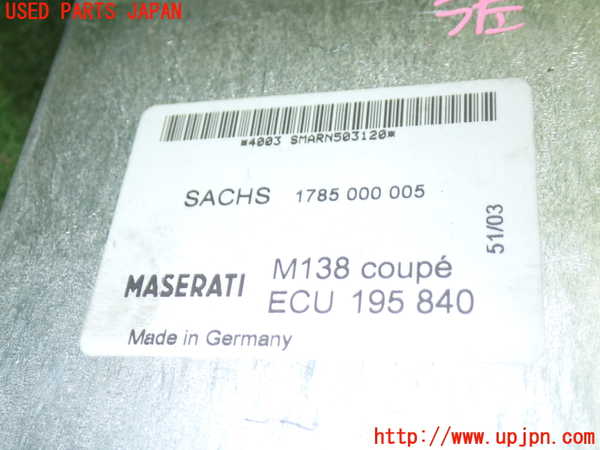 USED PARTS JAPAN
*4003 SMARN503120*
SACHS 1785 000 005
51/03
MASERATI M138 coupé
ECU 195 840
Made in Germany
http://www.upjpn.com/